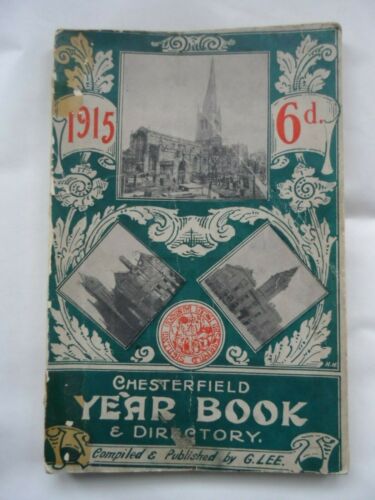 1915
6d.
CHESTERFIELD
YEAR BOOK
& DIRECTORY.
Compiled & Published by G. LEE.
H.H.